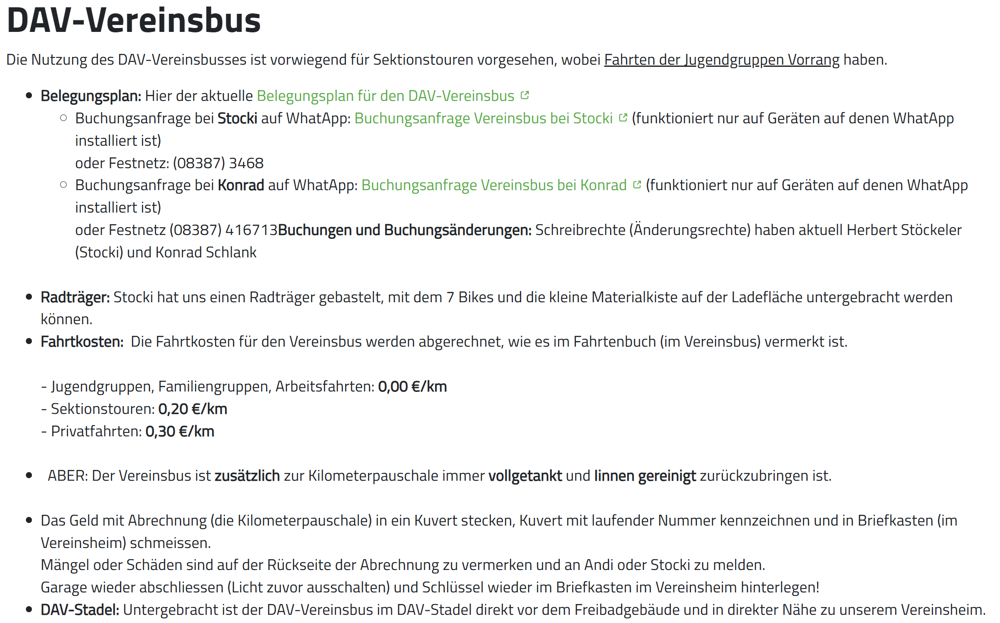 DAV-Vereinsbus
Die Nutzung des DAV-Vereinsbusses ist vorwiegend für Sektionstouren vorgesehen, wobei Fahrten der Jugendgruppen Vorrang haben.
Belegungsplan: Hier der aktuelle Belegungsplan für den DAV-Vereinsbus
Buchungsanfrage bei Stocki auf WhatApp: Buchungsanfrage Vereinsbus bei Stocki (funktioniert nur auf Geräten auf denen WhatApp
installiert ist)
oder Festnetz: (08387) 3468
Buchungsanfrage bei Konrad auf WhatApp: Buchungsanfrage Vereinsbus bei Konrad (funktioniert nur auf Geräten auf denen WhatApp
installiert ist)
oder Festnetz (08387) 416713Buchungen und Buchungsänderungen: Schreibrechte (Änderungsrechte) haben aktuell Herbert Stöckeler
(Stocki) und Konrad Schlank
Radträger: Stocki hat uns einen Radträger gebastelt, mit dem 7 Bikes und die kleine Materialkiste auf der Ladefläche untergebracht werden
können.
Fahrtkosten: Die Fahrtkosten für den Vereinsbus werden abgerechnet, wie es im Fahrtenbuch (im Vereinsbus) vermerkt ist.
- Jugendgruppen, Familiengruppen, Arbeitsfahrten: 0,00 €/km
- Sektionstouren: 0,20 €/km
- Privatfahrten: 0,30 €/km
ABER: Der Vereinsbus ist zusätzlich zur Kilometerpauschale immer vollgetankt und linnen gereinigt zurückzubringen ist.
Das Geld mit Abrechnung (die Kilometerpauschale) in ein Kuvert stecken, Kuvert mit laufender Nummer kennzeichnen und in Briefkasten (im
Vereinsheim) schmeissen.
Mängel oder Schäden sind auf der Rückseite der Abrechnung zu vermerken und an Andi oder Stocki zu melden.
Garage wieder abschliessen (Licht zuvor ausschalten) und Schlüssel wieder im Briefkasten im Vereinsheim hinterlegen!
DAV-Stadel: Untergebracht ist der DAV-Vereinsbus im DAV-Stadel direkt vor dem Freibadgebäude und in direkter Nähe zu unserem Vereinsheim.